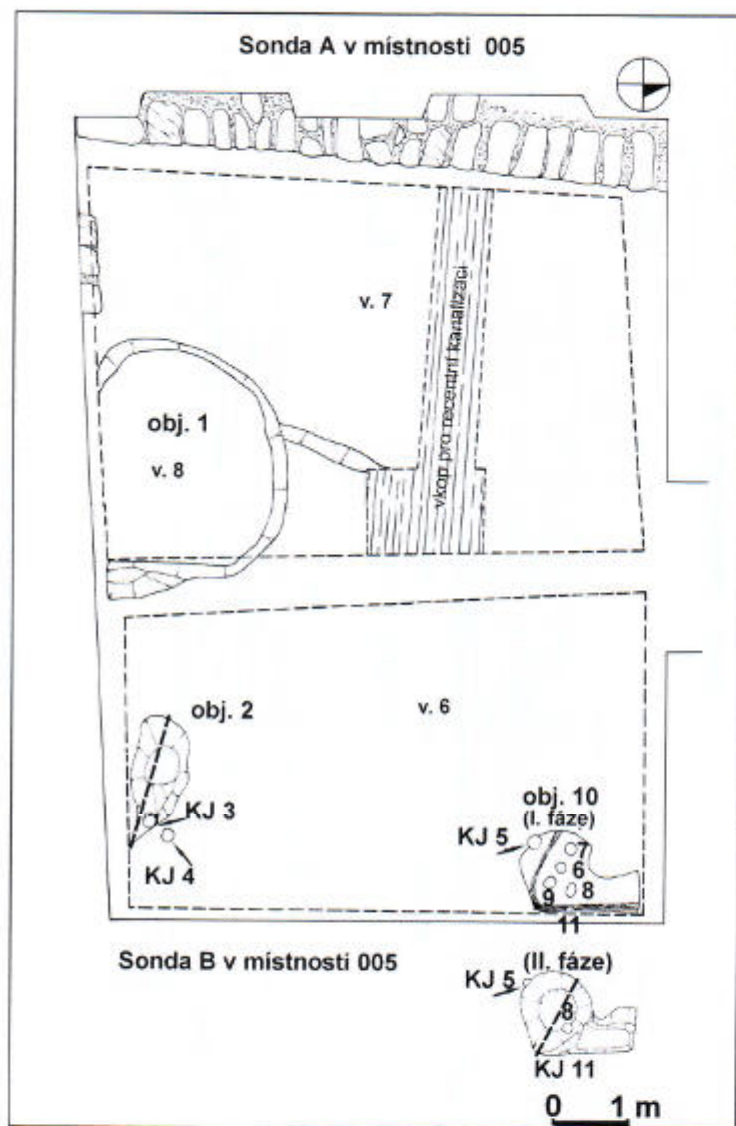 Sonda A v místnosti 005
v. 7
vkop pro recentní kanalizaci
obj. 1
v. 8
obj. 2
v. 6
KJ 3
KJ 4
obj. 10
(I. fáze)
KJ 5
7
6
9
8
11
Sonda B v místnosti 005
(II. fáze)
KJ 5
8
KJ 11
0 1 m